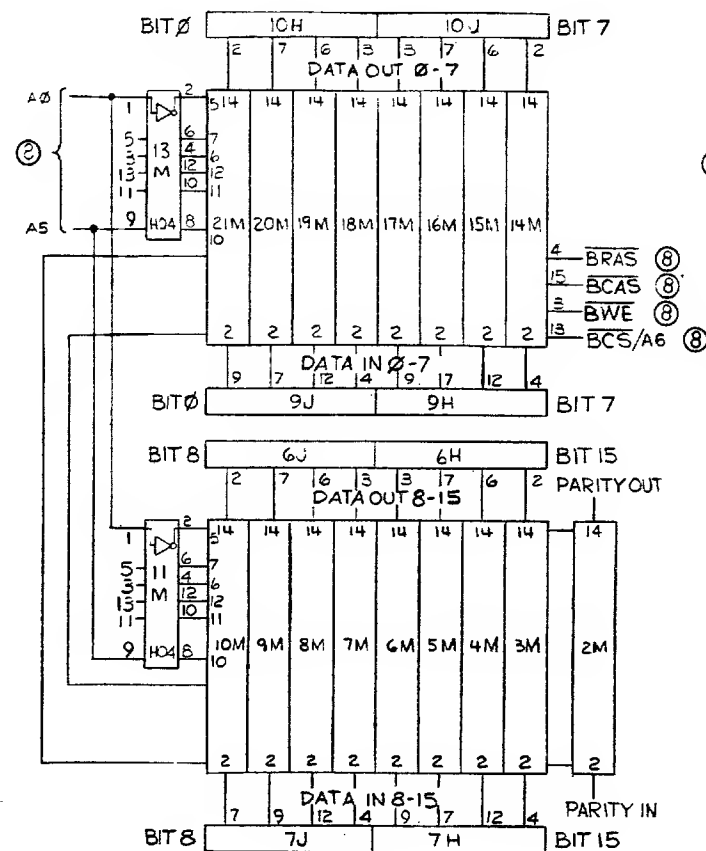 BITØ 10H 10J BIT 7
2 7 6 3 3 7 6 2
DATA OUT Ø-7
AØ 1 2 5 14 14 14 14 14 14 14 14
② 5 13 6 7
3 M 4 6
13 12 12
11 10 11
A5 9 HO4 8 21M 20M 19M 18M 17M 16M 15M 14M
10
4 BRAS ⑧
15 BCAS ⑧
3 BWE ⑧
2 2 2 2 2 2 2 2 13 BCS/A6 ⑧
DATA IN Ø-7
9 7 12 4 9 7 12 4
BITØ 9J 9H BIT 7
BIT 8 6J 6H BIT 15
2 7 6 3 3 7 6 2 PARITY OUT
DATA OUT 8-15
1 2 5 14 14 14 14 14 14 14 14 14
5 11 6 7
3 M 4 6
13 12 12
11 10 11
9 HO4 8 10M 9M 8M 7M 6M 5M 4M 3M 2M
10
2 2 2 2 2 2 2 2 2
DATA IN 8-15
7 9 12 4 9 7 12 4 PARITY IN
BIT 8 7J 7H BIT 15